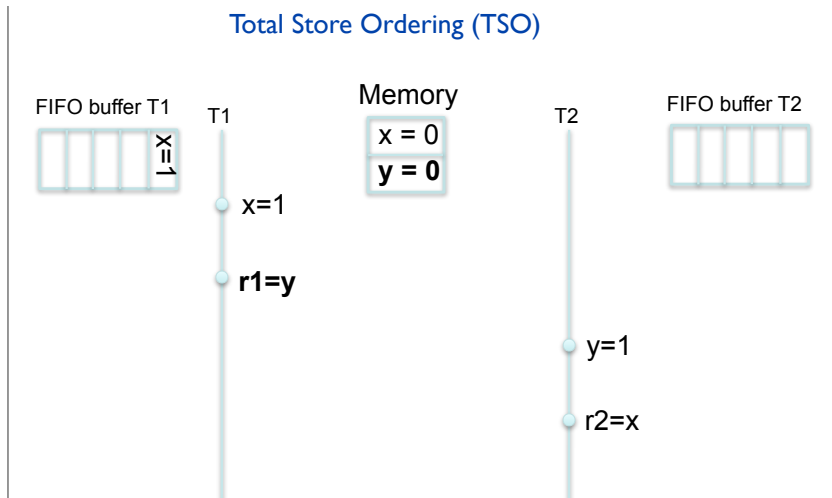 Total Store Ordering (TSO)
FIFO buffer T1
T1
Memory
T2
FIFO buffer T2
x=1
x = 0
y = 0
x=1
r1=y
y=1
r2=x